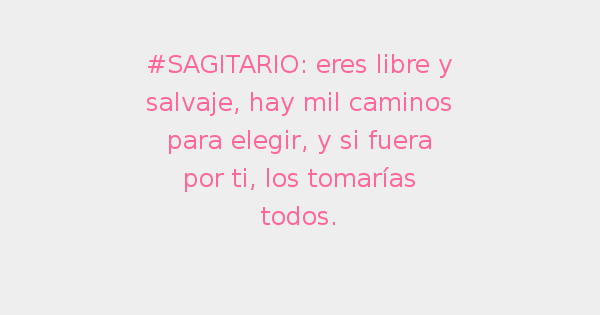 #SAGITARIO: eres libre y
salvaje, hay mil caminos
para elegir, y si fuera
por ti, los tomarías
todos.